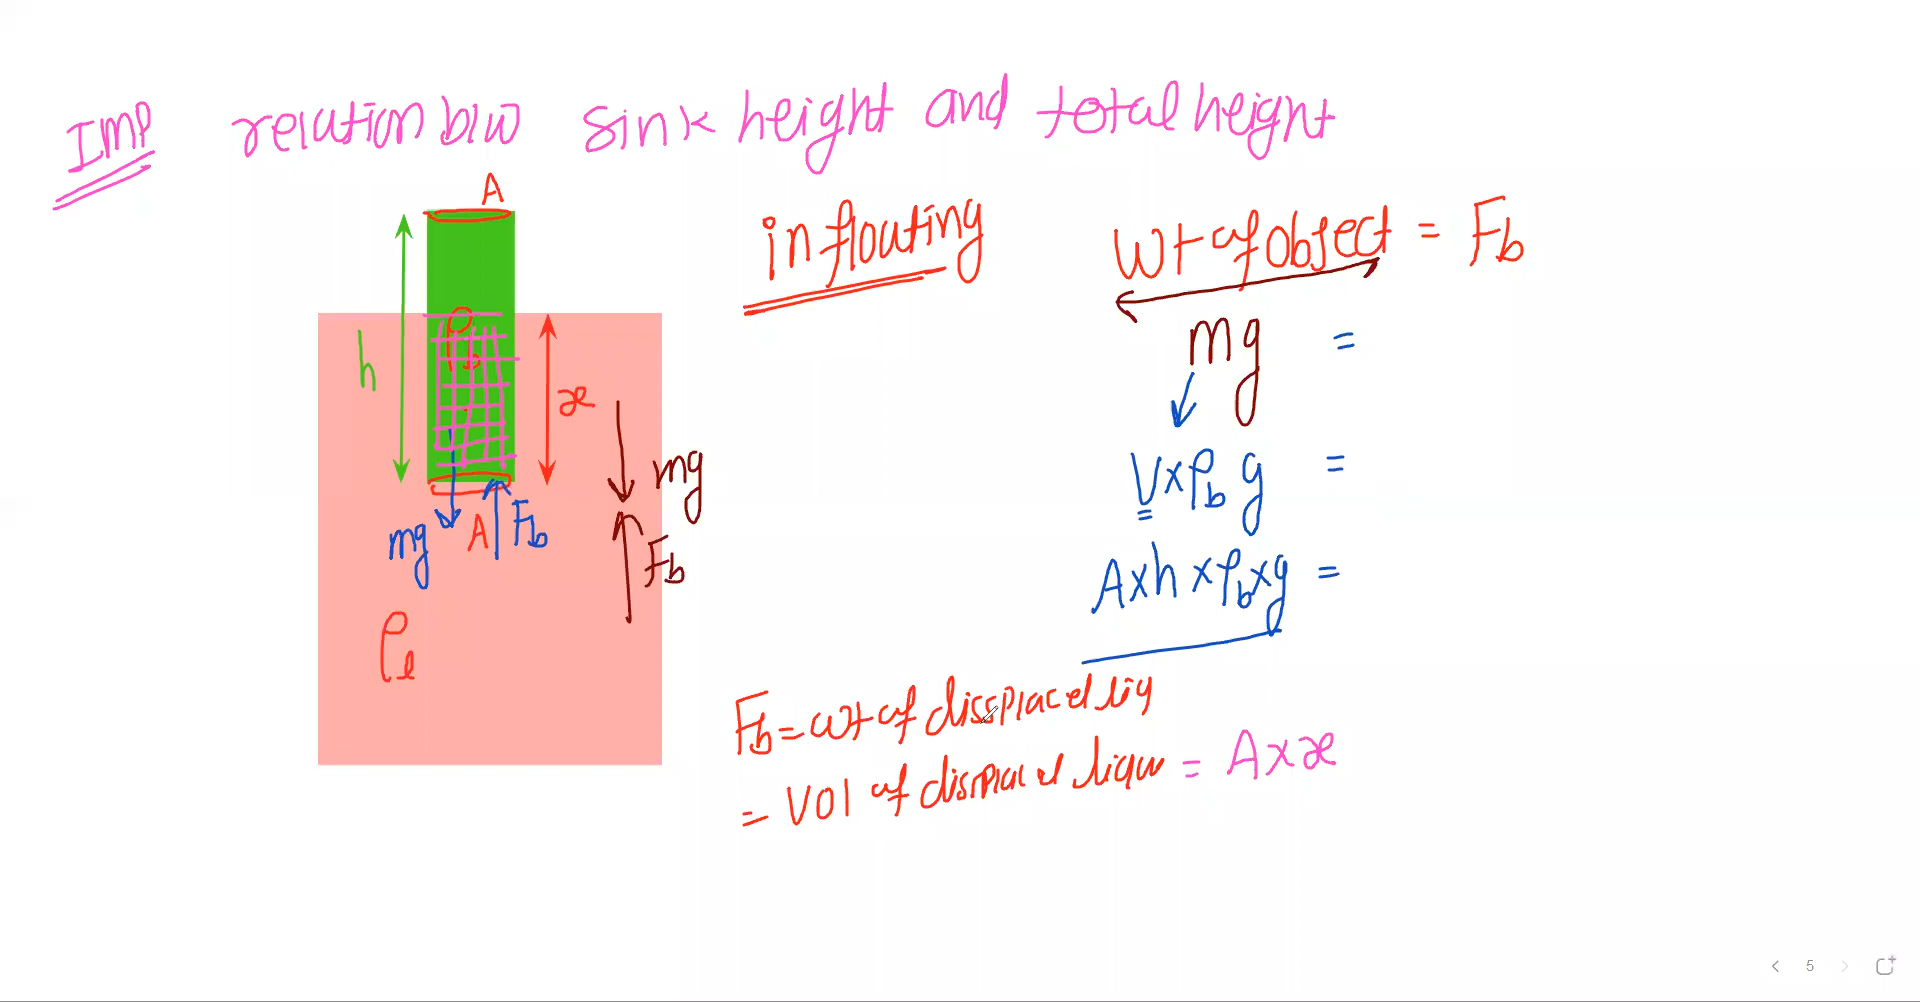 IMP relation b/w sink height and total height
A
in floating
wt of object = Fb
h
ρb
x
mg =
mg
V×ρb g =
mg
A
Fb
Fb
A×h×ρb×g =
ρl
Fb = wt of dissplaced liq
= Vol of displaced liqu = A×x
5